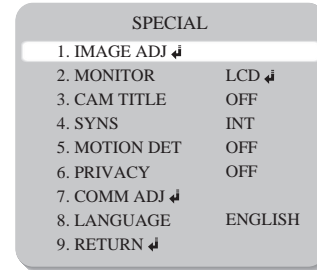 SPECIAL
1. IMAGE ADJ ↲
2. MONITOR LCD ↲
3. CAM TITLE OFF
4. SYNS INT
5. MOTION DET OFF
6. PRIVACY OFF
7. COMM ADJ ↲
8. LANGUAGE ENGLISH
9. RETURN ↲